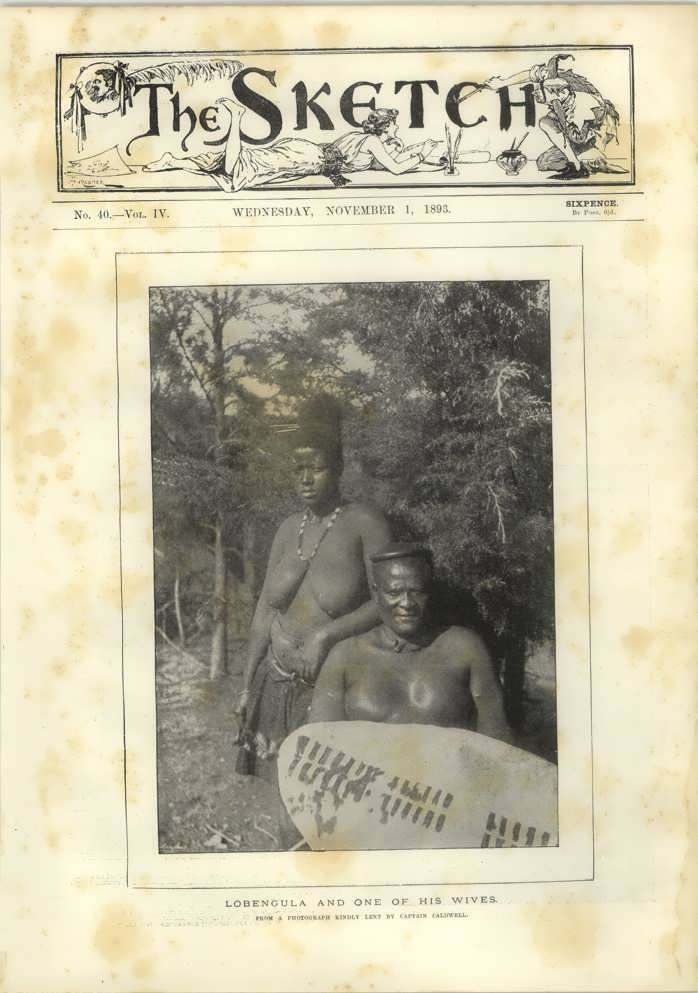 The Sketch
No. 40.—Vol. IV.
WEDNESDAY, NOVEMBER 1, 1893.
SIXPENCE.
By Post, 6½d.
LOBENGULA AND ONE OF HIS WIVES.
FROM A PHOTOGRAPH KINDLY LENT BY CAPTAIN CALDWELL.